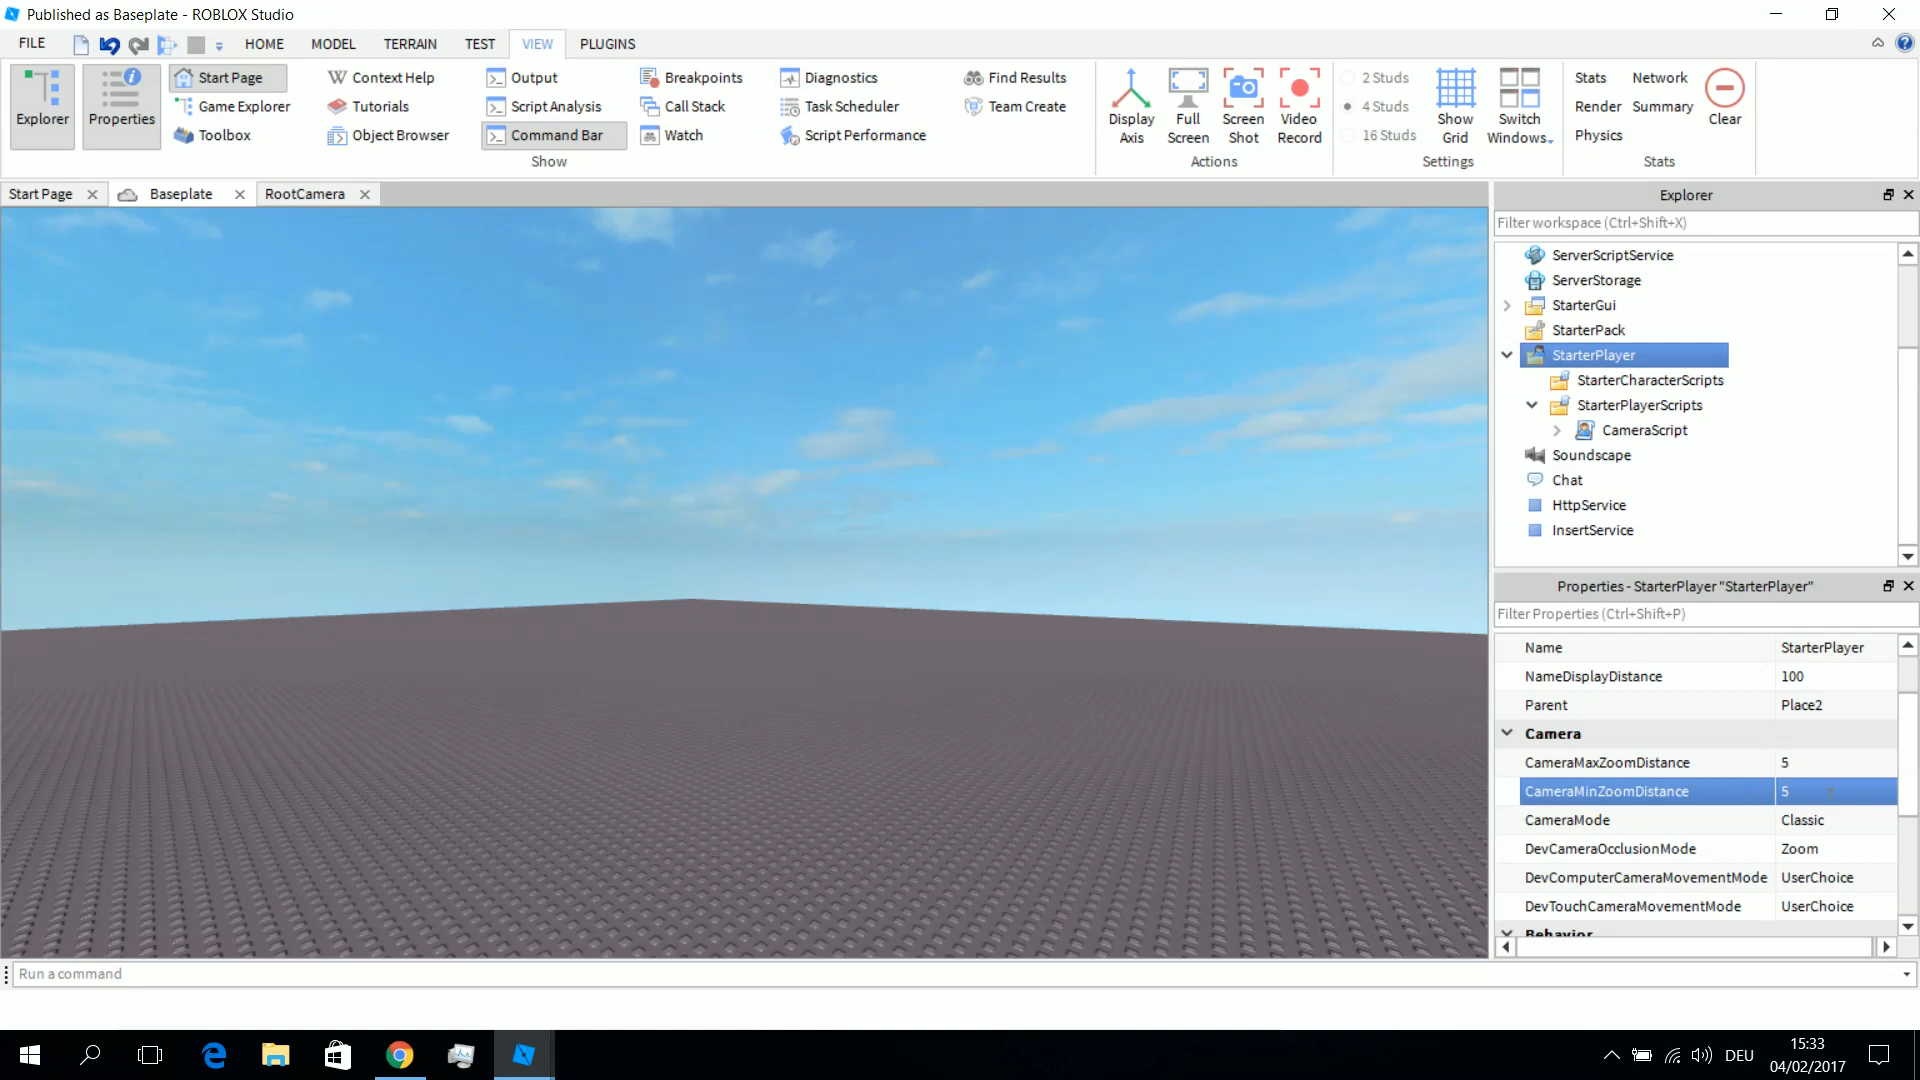 Published as Baseplate - ROBLOX Studio
FILE HOME MODEL TERRAIN TEST VIEW PLUGINS
Explorer
Properties
Start Page
Game Explorer
Toolbox
Context Help
Tutorials
Object Browser
Output
Script Analysis
Command Bar
Breakpoints
Call Stack
Watch
Diagnostics
Task Scheduler
Script Performance
Find Results
Team Create
Show
Display
Axis
Full
Screen
Screen
Shot
Video
Record
Actions
2 Studs
4 Studs
16 Studs
Show
Grid
Switch
Windows
Settings
Stats Network
Render Summary
Physics
Clear
Stats
Start Page Baseplate RootCamera
Explorer
Filter workspace (Ctrl+Shift+X)
ServerScriptService
ServerStorage
StarterGui
StarterPack
StarterPlayer
StarterCharacterScripts
StarterPlayerScripts
CameraScript
Soundscape
Chat
HttpService
InsertService
Properties - StarterPlayer "StarterPlayer"
Filter Properties (Ctrl+Shift+P)
Name StarterPlayer
NameDisplayDistance 100
Parent Place2
Camera
CameraMaxZoomDistance 5
CameraMinZoomDistance 5
CameraMode Classic
DevCameraOcclusionMode Zoom
DevComputerCameraMovementMode UserChoice
DevTouchCameraMovementMode UserChoice
Behavior
Run a command
DEU
15:33
04/02/2017